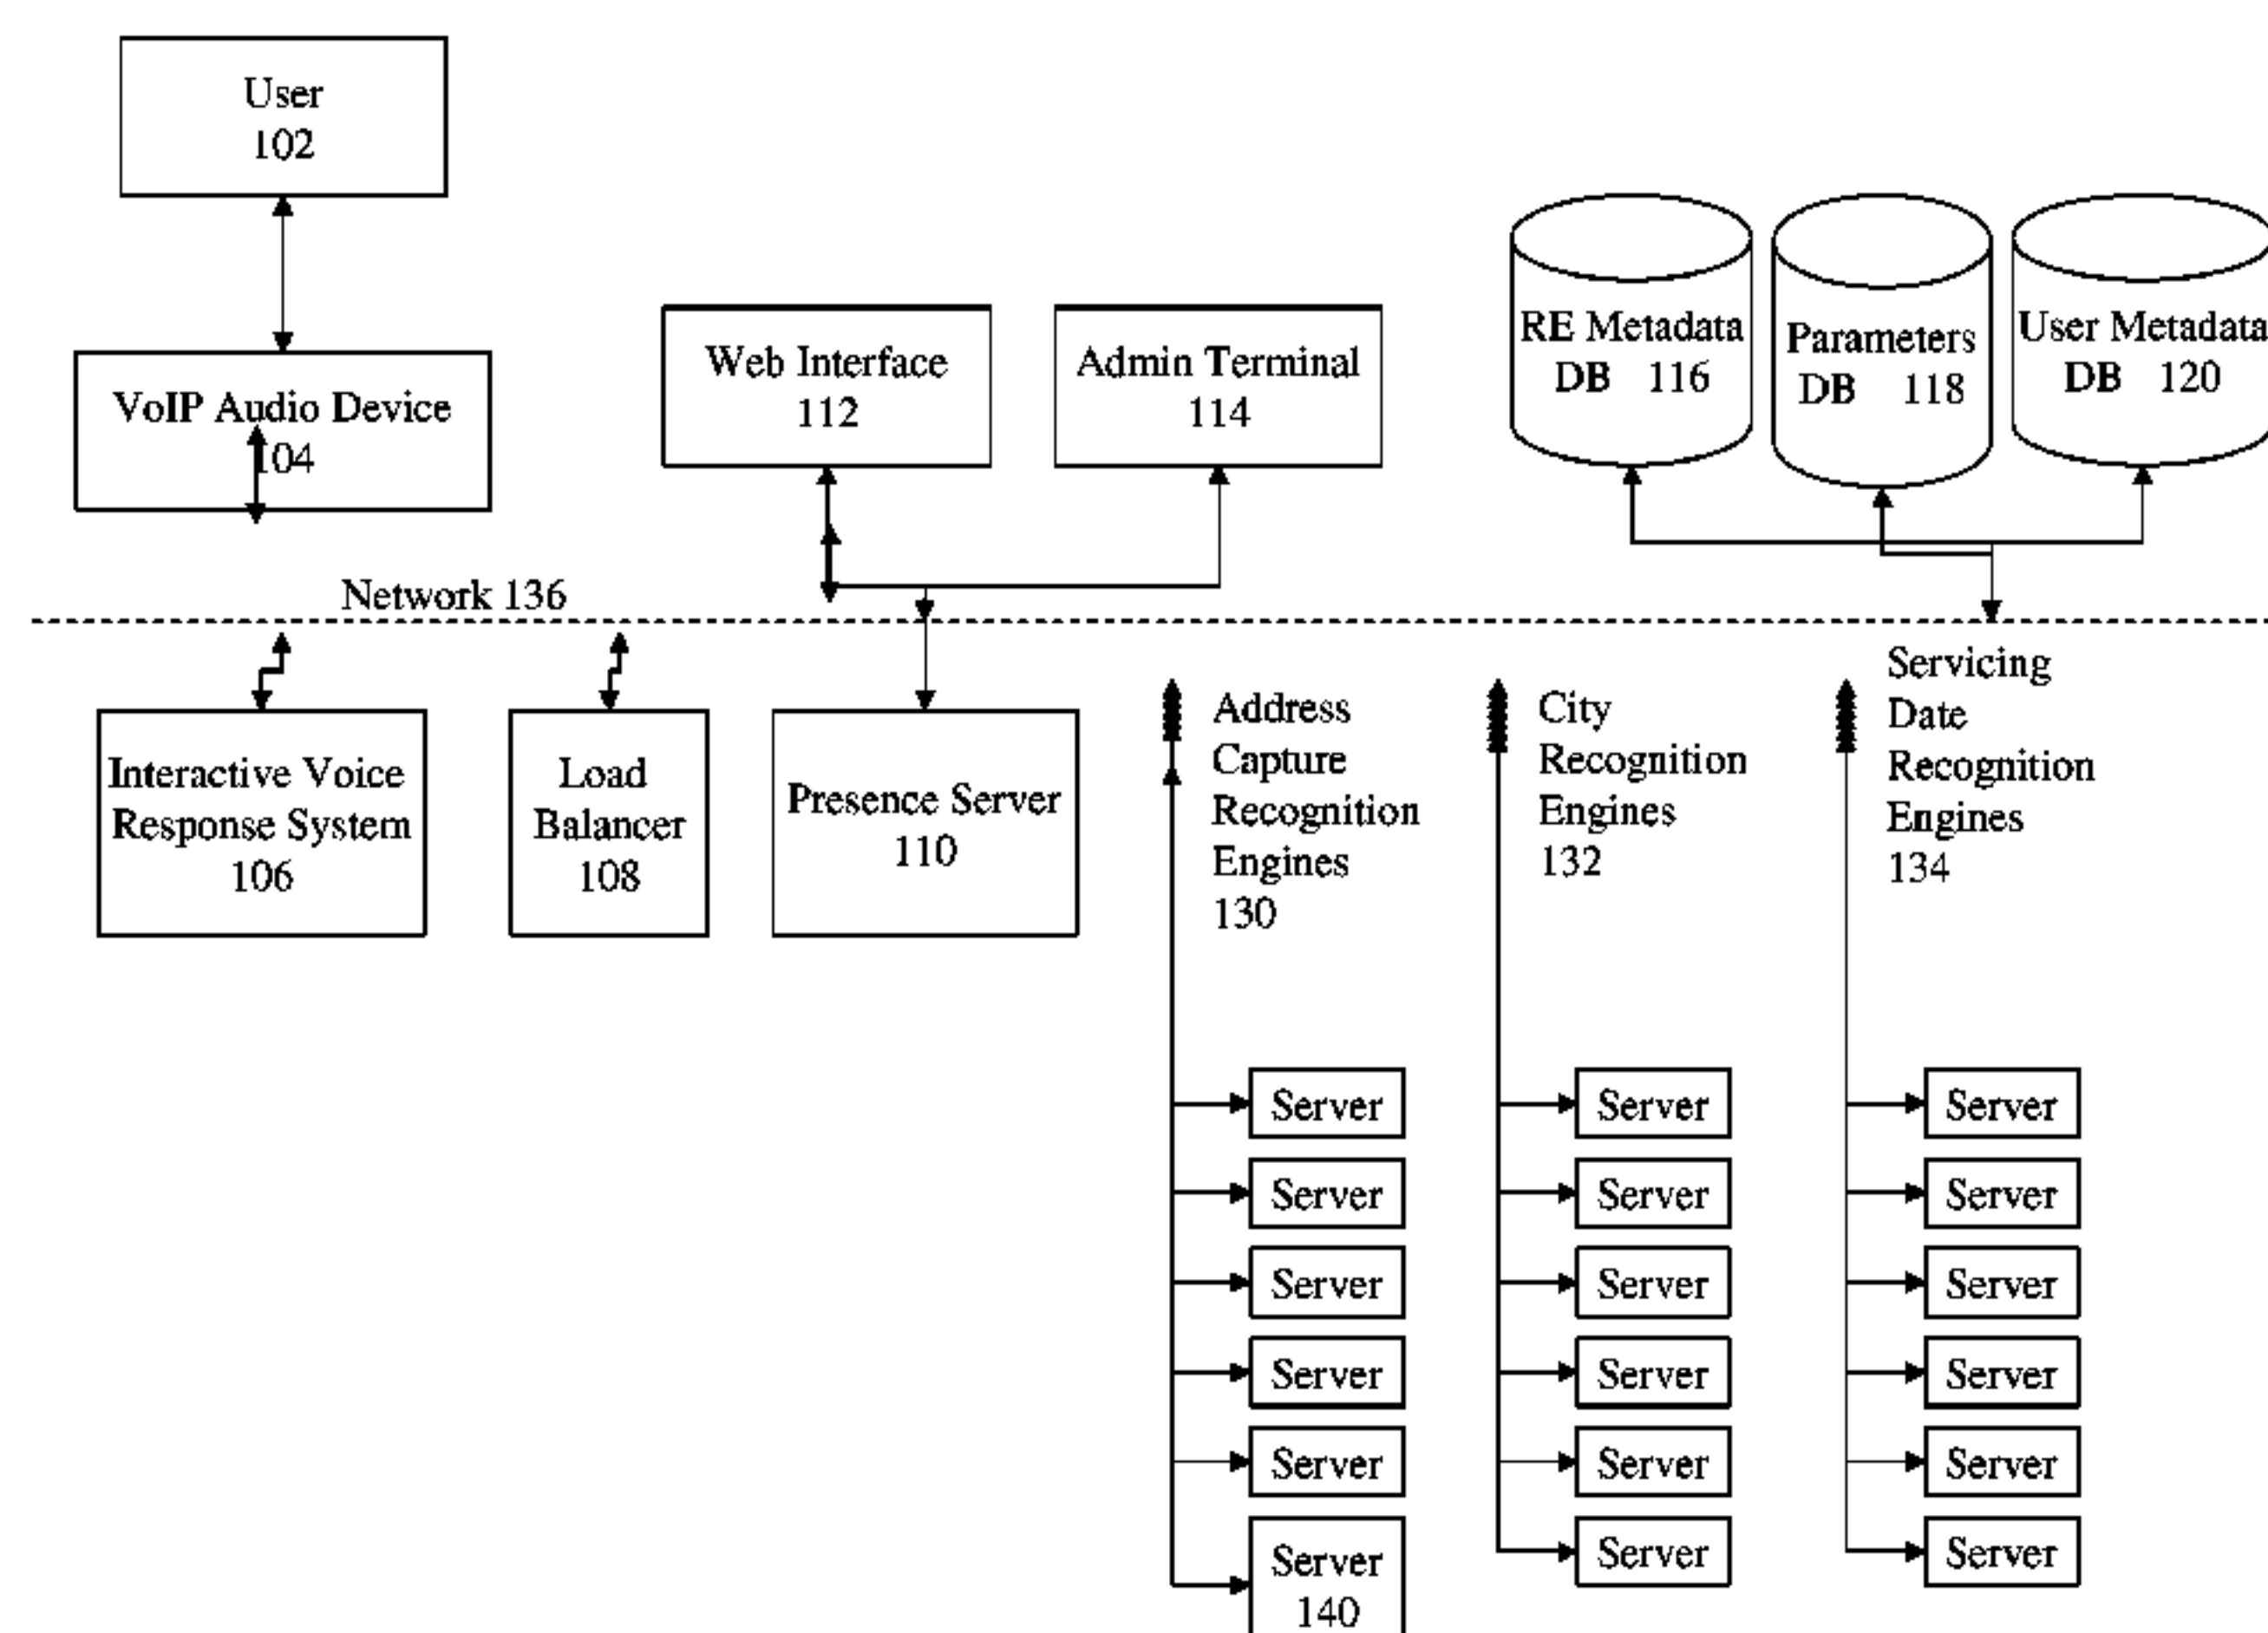 User
102
VoIP Audio Device
104
Web Interface
112
Admin Terminal
114
RE Metadata
DB 116
Parameters
DB 118
User Metadata
DB 120
Network 136
Interactive Voice
Response System
106
Load
Balancer
108
Presence Server
110
Address
Capture
Recognition
Engines
130
City
Recognition
Engines
132
Servicing
Date
Recognition
Engines
134
Server
Server
Server
Server
Server
Server
140
Server
Server
Server
Server
Server
Server
Server
Server
Server
Server
Server
Server